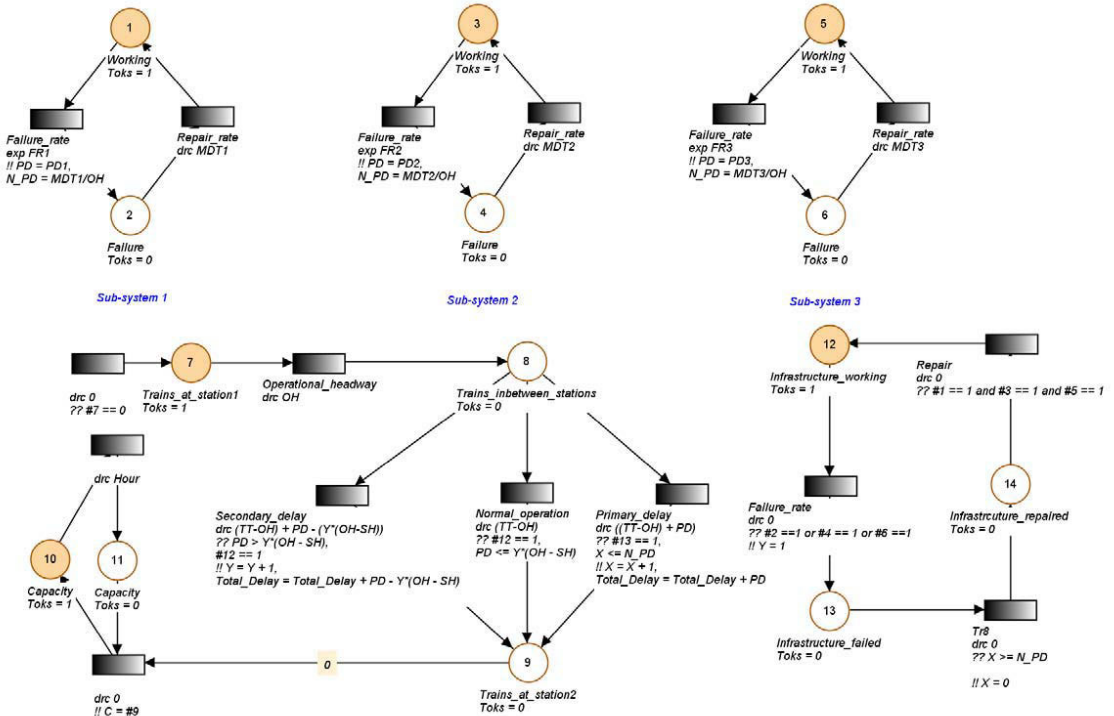 1
Working
Toks = 1
Failure_rate
exp FR1
!! PD = PD1,
N_PD = MDT1/OH
Repair_rate
drc MDT1
2
Failure
Toks = 0
Sub-system 1
3
Working
Toks = 1
Failure_rate
exp FR2
!! PD = PD2,
N_PD = MDT2/OH
Repair_rate
drc MDT2
4
Failure
Toks = 0
Sub-system 2
5
Working
Toks = 1
Failure_rate
exp FR3
!! PD = PD3,
N_PD = MDT3/OH
Repair_rate
drc MDT3
6
Failure
Toks = 0
Sub-system 3
drc 0
?? #7 == 0
7
Trains_at_station1
Toks = 1
Operational_headway
drc OH
8
Trains_inbetween_stations
Toks = 0
drc Hour
10
Capacity
Toks = 1
11
Capacity
Toks = 0
drc 0
!! C = #9
Secondary_delay
drc ((TT-OH) + PD - (Y*(OH-SH))
?? PD > Y*(OH - SH),
#12 == 1
!! Y = Y + 1,
Total_Delay = Total_Delay + PD - Y*(OH - SH)
Normal_operation
drc (TT-OH)
?? #12 == 1,
PD <= Y*(OH - SH)
Primary_delay
drc ((TT-OH) + PD)
?? #13 == 1,
X <= N_PD
!! X = X + 1,
Total_Delay = Total_Delay + PD
0
9
Trains_at_station2
Toks = 0
12
Infrastructure_working
Toks = 1
Repair
drc 0
?? #1 == 1 and #3 == 1 and #5 == 1
Failure_rate
drc 0
?? #2 ==1 or #4 == 1 or #6 ==1
!! Y = 1
14
Infrastrcuture_repaired
Toks = 0
13
Infrastructure_failed
Toks = 0
Tr8
drc 0
?? X >= N_PD
!! X = 0